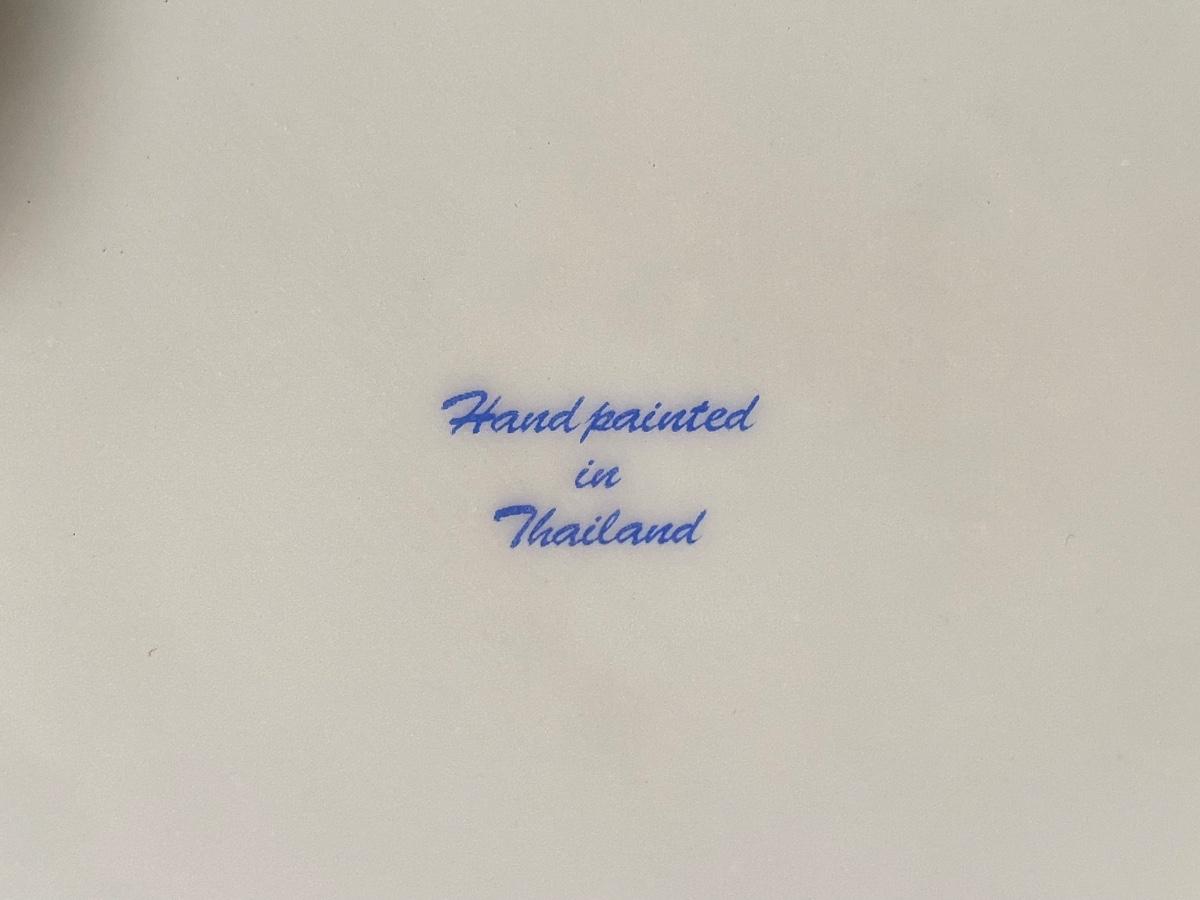 Hand painted
in
Thailand